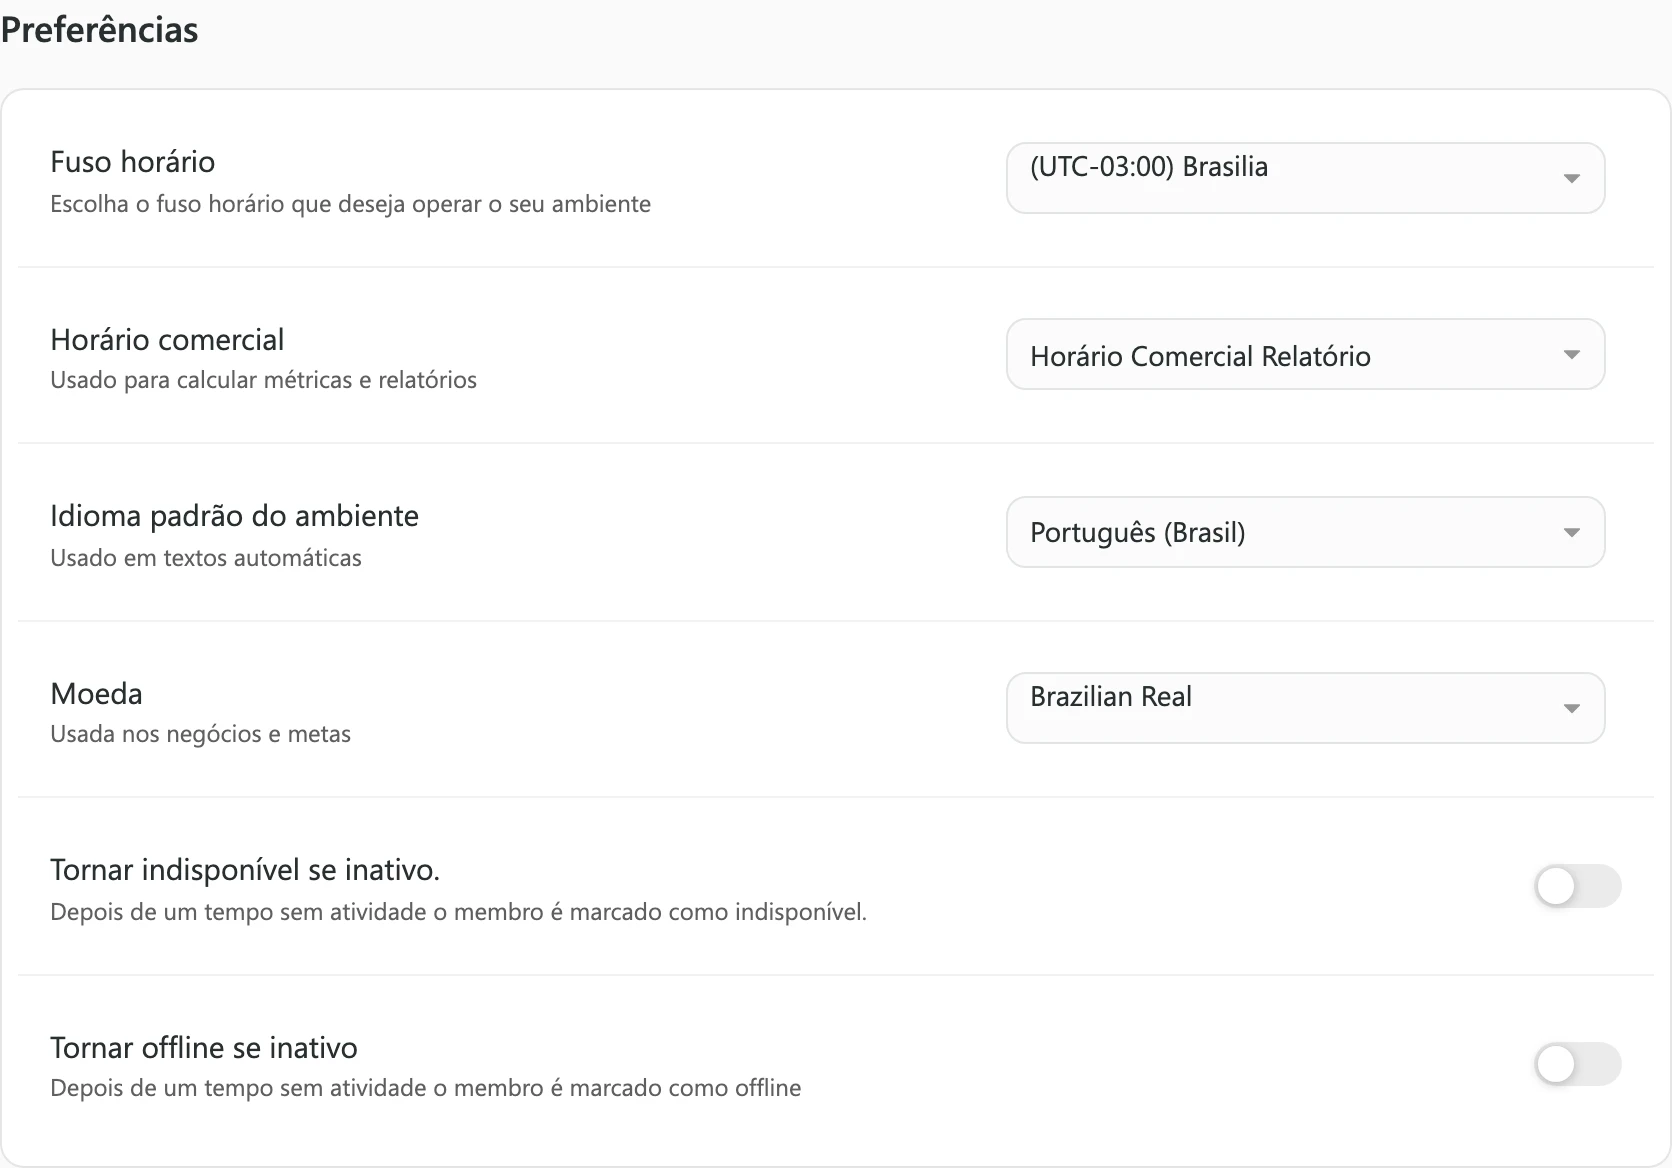 Preferências
Fuso horário
Escolha o fuso horário que deseja operar o seu ambiente
(UTC-03:00) Brasilia
Horário comercial
Usado para calcular métricas e relatórios
Horário Comercial Relatório
Idioma padrão do ambiente
Usado em textos automáticas
Português (Brasil)
Moeda
Usada nos negócios e metas
Brazilian Real
Tornar indisponível se inativo.
Depois de um tempo sem atividade o membro é marcado como indisponível.
Tornar offline se inativo
Depois de um tempo sem atividade o membro é marcado como offline